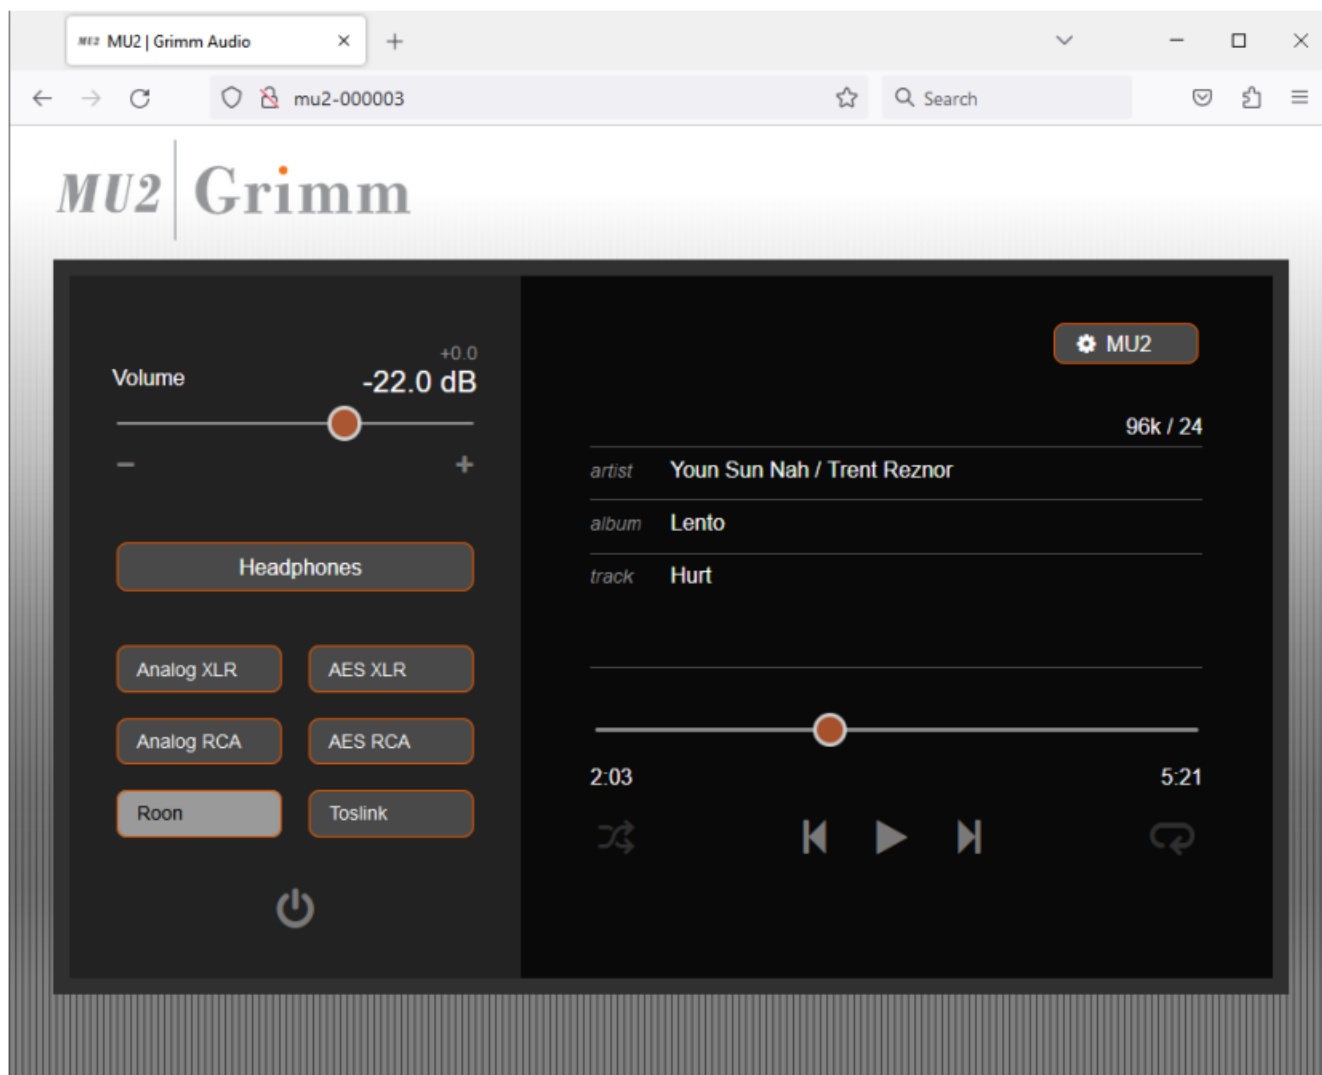 MU2 MU2 | Grimm Audio
mu2-000003
Search
MU2 | Grimm
+0.0
Volume -22.0 dB
MU2
96k / 24
artist Youn Sun Nah / Trent Reznor
album Lento
Headphones
track Hurt
Analog XLR AES XLR
Analog RCA AES RCA
2:03 5:21
Roon Toslink